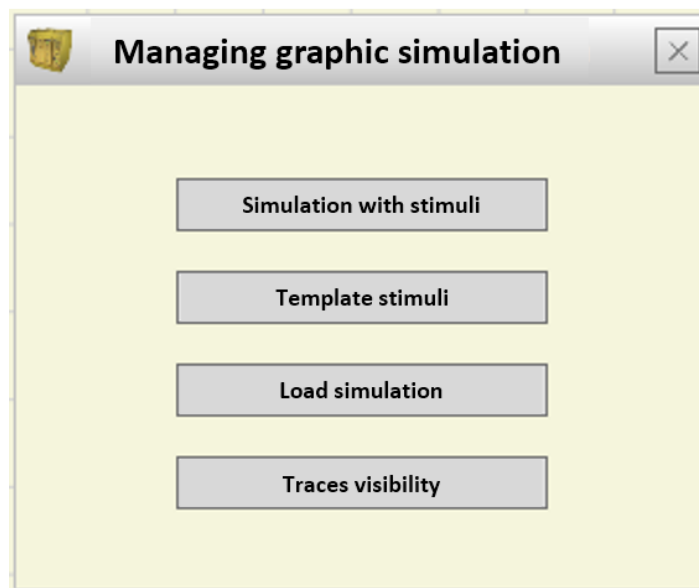 Managing graphic simulation
Simulation with stimuli
Template stimuli
Load simulation
Traces visibility